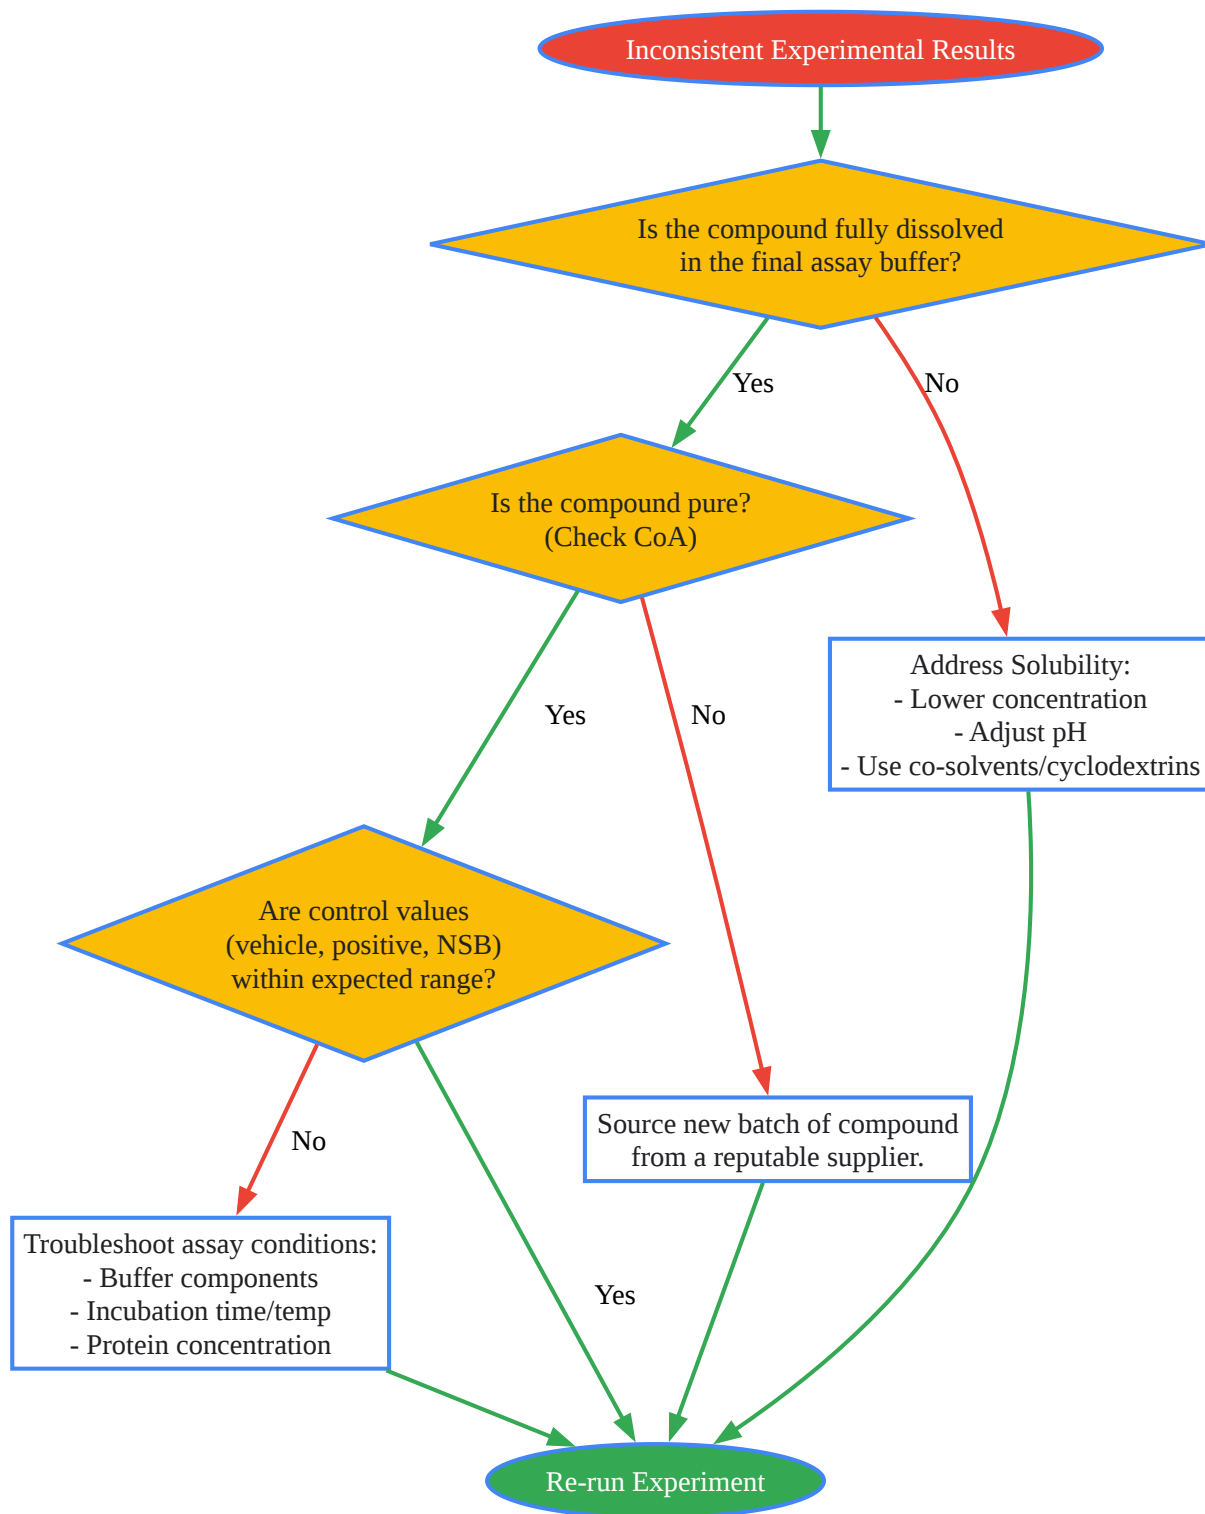 Inconsistent Experimental Results
Is the compound fully dissolved
in the final assay buffer?
Yes
No
Is the compound pure?
(Check CoA)
Address Solubility:
- Lower concentration
- Adjust pH
- Use co-solvents/cyclodextrins
Yes
No
Are control values
(vehicle, positive, NSB)
within expected range?
Source new batch of compound
from a reputable supplier.
No
Troubleshoot assay conditions:
- Buffer components
- Incubation time/temp
- Protein concentration
Yes
Re-run Experiment